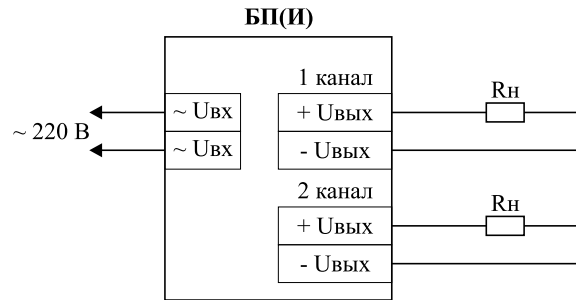 БП(И)
1 канал
Rн
~ Uвх
+ Uвых
~ 220 В
~ Uвх
- Uвых
2 канал
Rн
+ Uвых
- Uвых